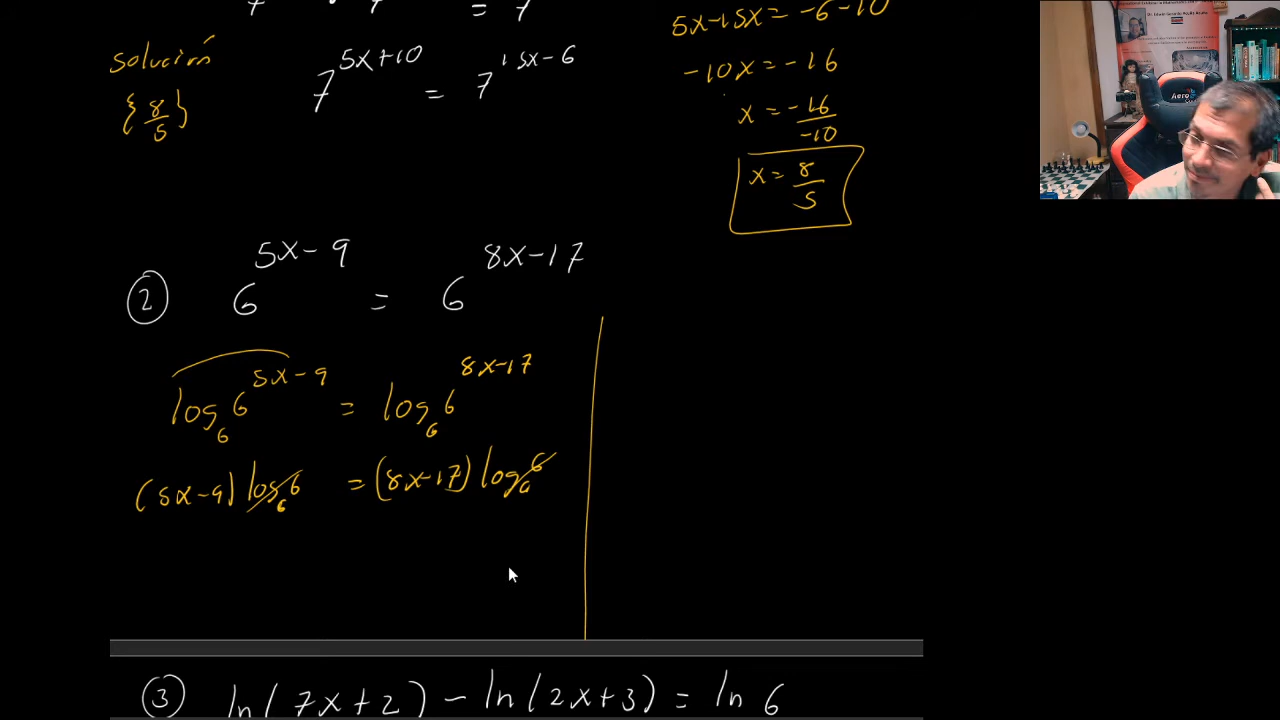 7 = 7
solución
7^{5x+10} = 7^{15x-6}
{8/5}
5x-15x=-6-10
-10x=-16
x = -16/-10
x = 8/5
② 6^{5x-9} = 6^{8x-17}
log₆ 6^{5x-9} = log₆ 6^{8x-17}
(5x-9) log₆ 6 = (8x-17) log₆ 6
③ ln(7x+2) - ln(2x+3) = ln 6